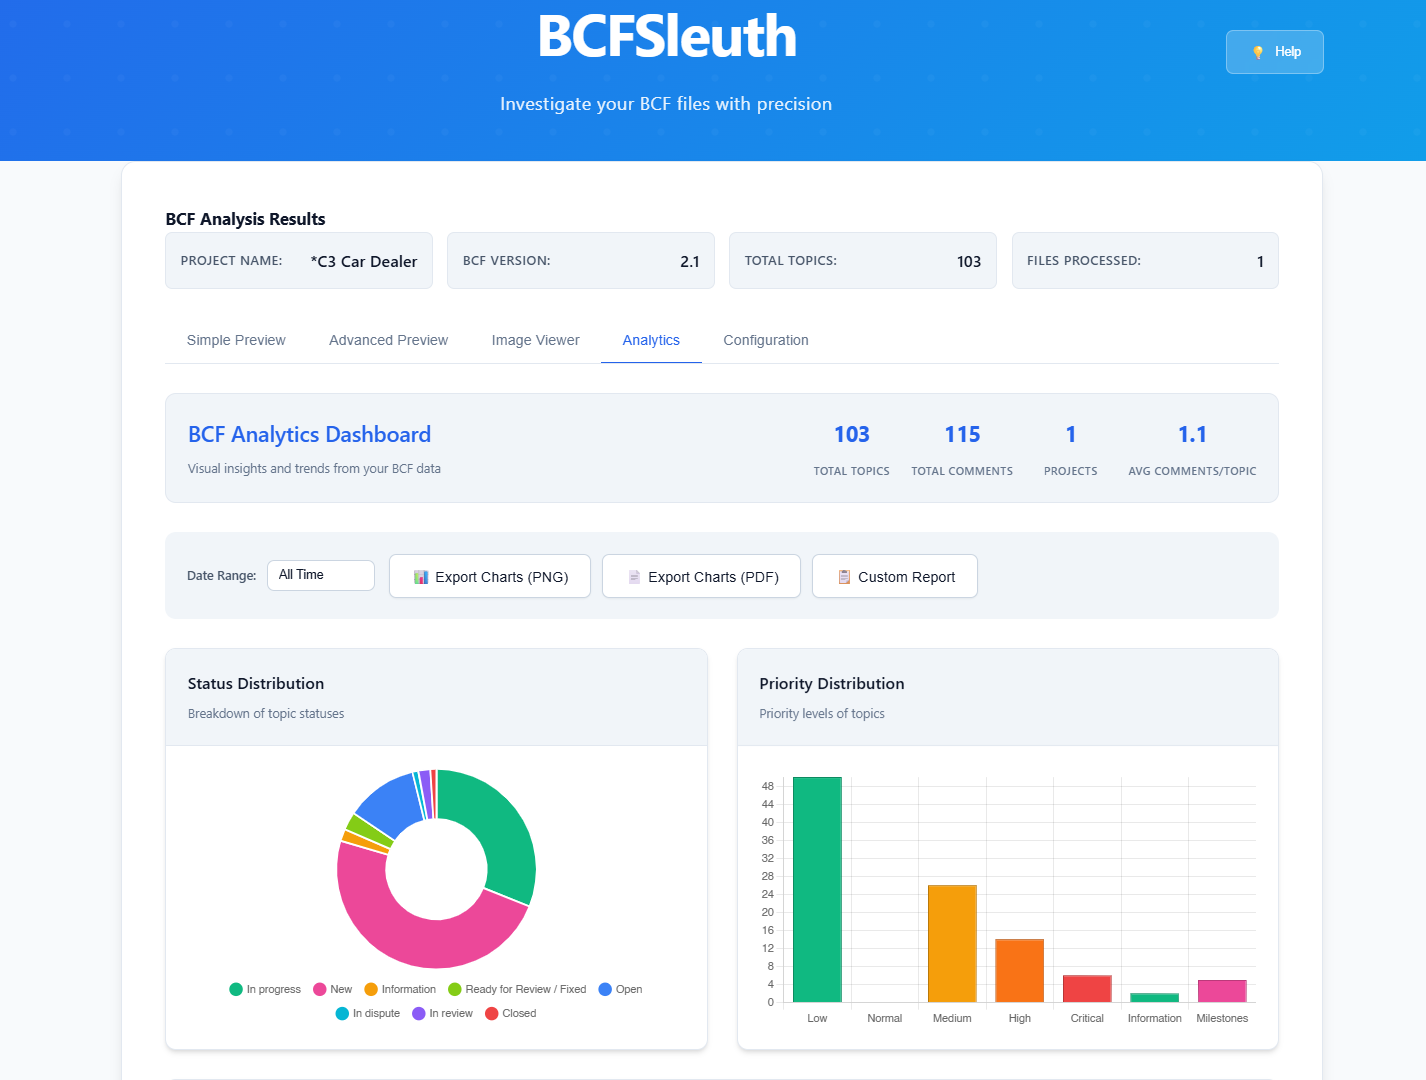 BCFSleuth
Help
Investigate your BCF files with precision
BCF Analysis Results
PROJECT NAME: *C3 Car Dealer
BCF VERSION: 2.1
TOTAL TOPICS: 103
FILES PROCESSED: 1
Simple Preview Advanced Preview Image Viewer Analytics Configuration
BCF Analytics Dashboard
Visual insights and trends from your BCF data
103 115 1 1.1
TOTAL TOPICS TOTAL COMMENTS PROJECTS AVG COMMENTS/TOPIC
Date Range: All Time Export Charts (PNG) Export Charts (PDF) Custom Report
Status Distribution
Breakdown of topic statuses
In progress New Information Ready for Review / Fixed Open
In dispute In review Closed
Priority Distribution
Priority levels of topics
48
44
40
36
32
28
24
20
16
12
8
4
0
Low Normal Medium High Critical Information Milestones